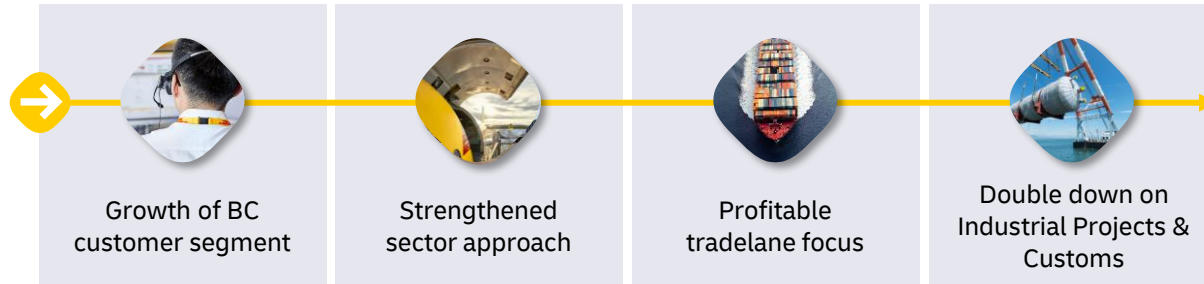 Growth of BC
customer segment
Strengthened
sector approach
Profitable
tradelane focus
Double down on
Industrial Projects &
Customs